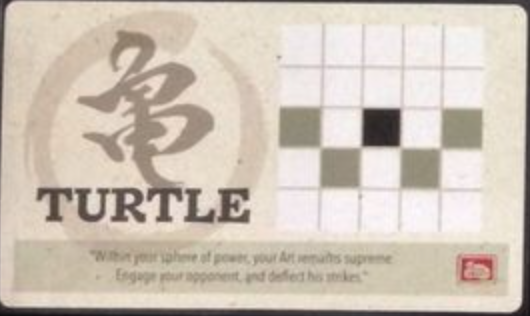 亀
TURTLE
"Within your sphere of power, your Art remains supreme.
Engage your opponent, and deflect his strikes."